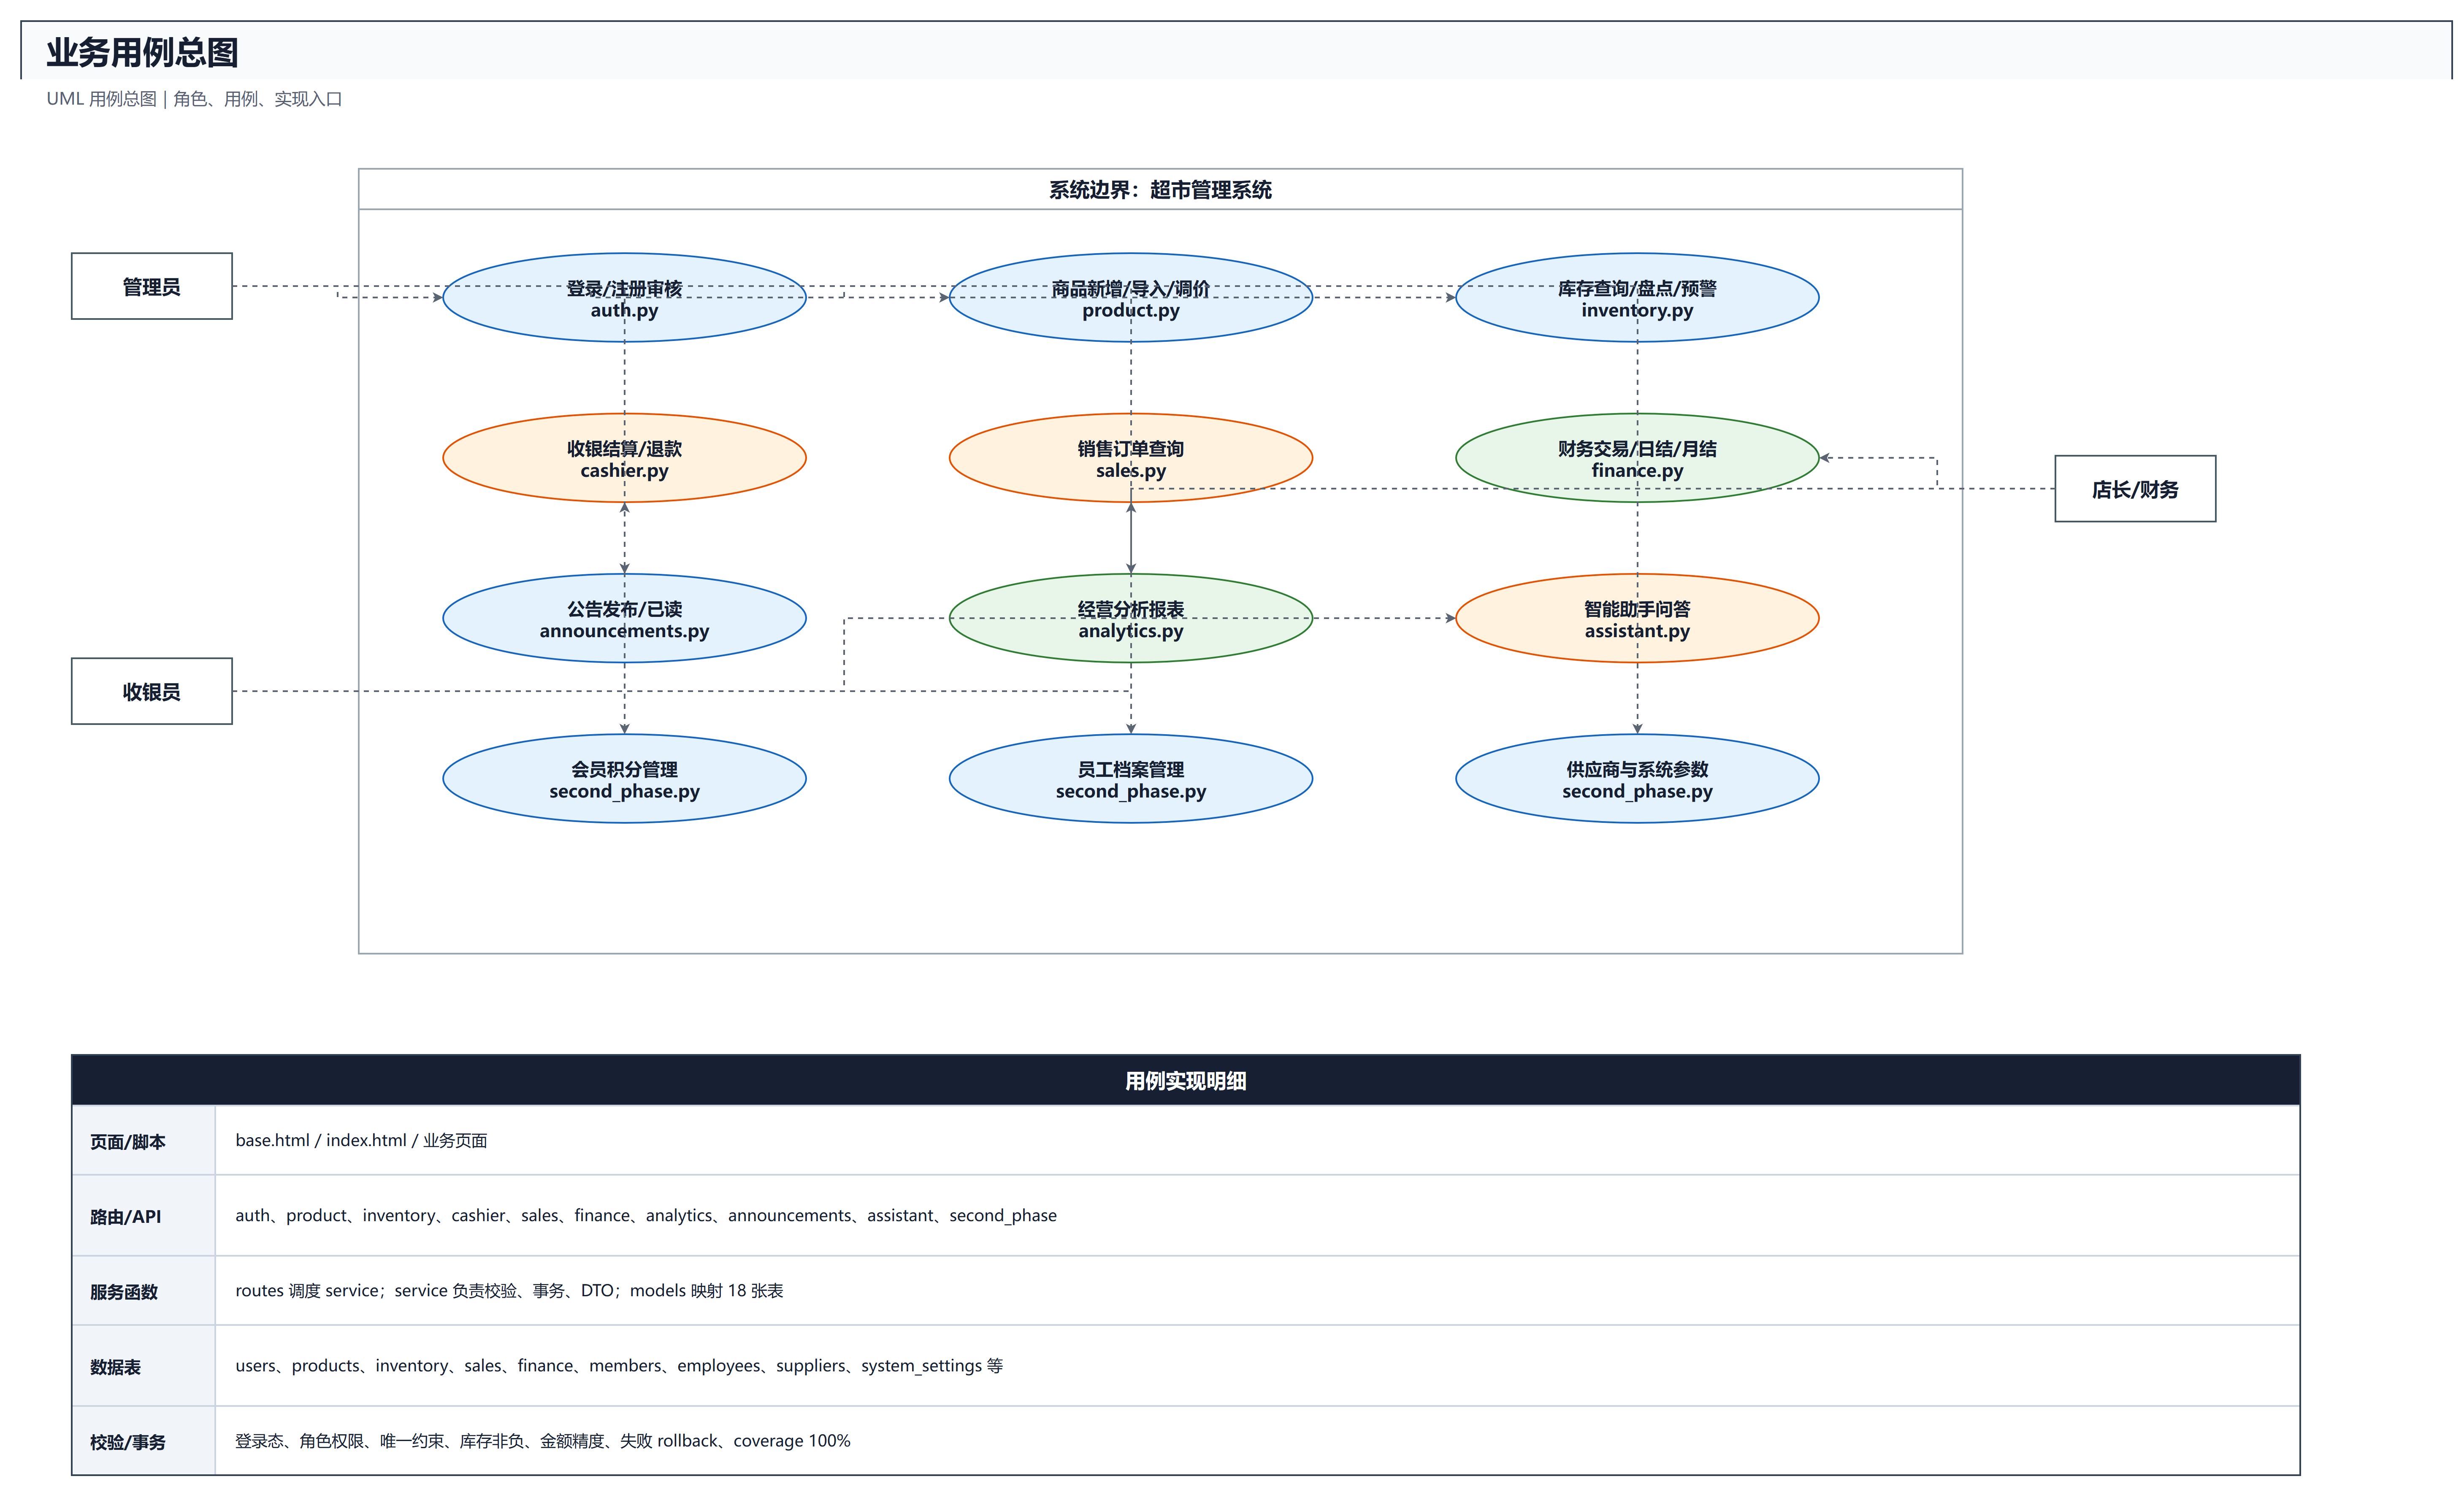 业务用例总图
UML 用例总图 | 角色、用例、实现入口
系统边界：超市管理系统
管理员
登录/注册审核
auth.py
商品新增/导入/调价
product.py
库存查询/盘点/预警
inventory.py
收银结算/退款
cashier.py
销售订单查询
sales.py
财务交易/日结/月结
finance.py
店长/财务
公告发布/已读
announcements.py
经营分析报表
analytics.py
智能助手问答
assistant.py
收银员
会员积分管理
second_phase.py
员工档案管理
second_phase.py
供应商与系统参数
second_phase.py
用例实现明细
页面/脚本
base.html / index.html / 业务页面
路由/API
auth、product、inventory、cashier、sales、finance、analytics、announcements、assistant、second_phase
服务函数
routes 调度 service；service 负责校验、事务、DTO；models 映射 18 张表
数据表
users、products、inventory、sales、finance、members、employees、suppliers、system_settings 等
校验/事务
登录态、角色权限、唯一约束、库存非负、金额精度、失败 rollback、coverage 100%